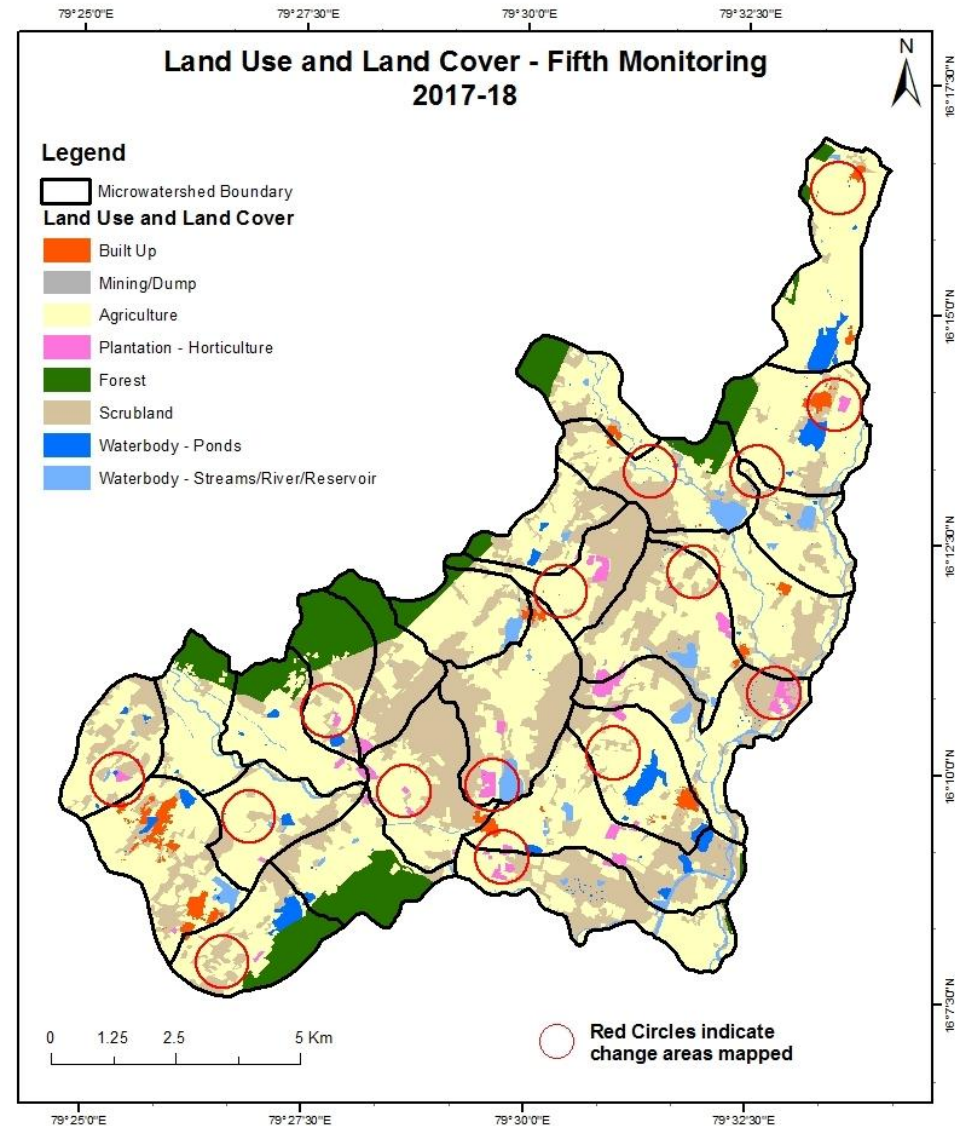 79°25'0"E 79°27'30"E 79°30'0"E 79°32'30"E
Land Use and Land Cover - Fifth Monitoring
2017-18
N
16°17'30"N
Legend
Microwatershed Boundary
Land Use and Land Cover
Built Up
Mining/Dump
Agriculture
Plantation - Horticulture
Forest
Scrubland
Waterbody - Ponds
Waterbody - Streams/River/Reservoir
16°15'0"N
16°12'30"N
16°10'0"N
16°7'30"N
0 1.25 2.5 5 Km
Red Circles indicate
change areas mapped
79°25'0"E 79°27'30"E 79°30'0"E 79°32'30"E